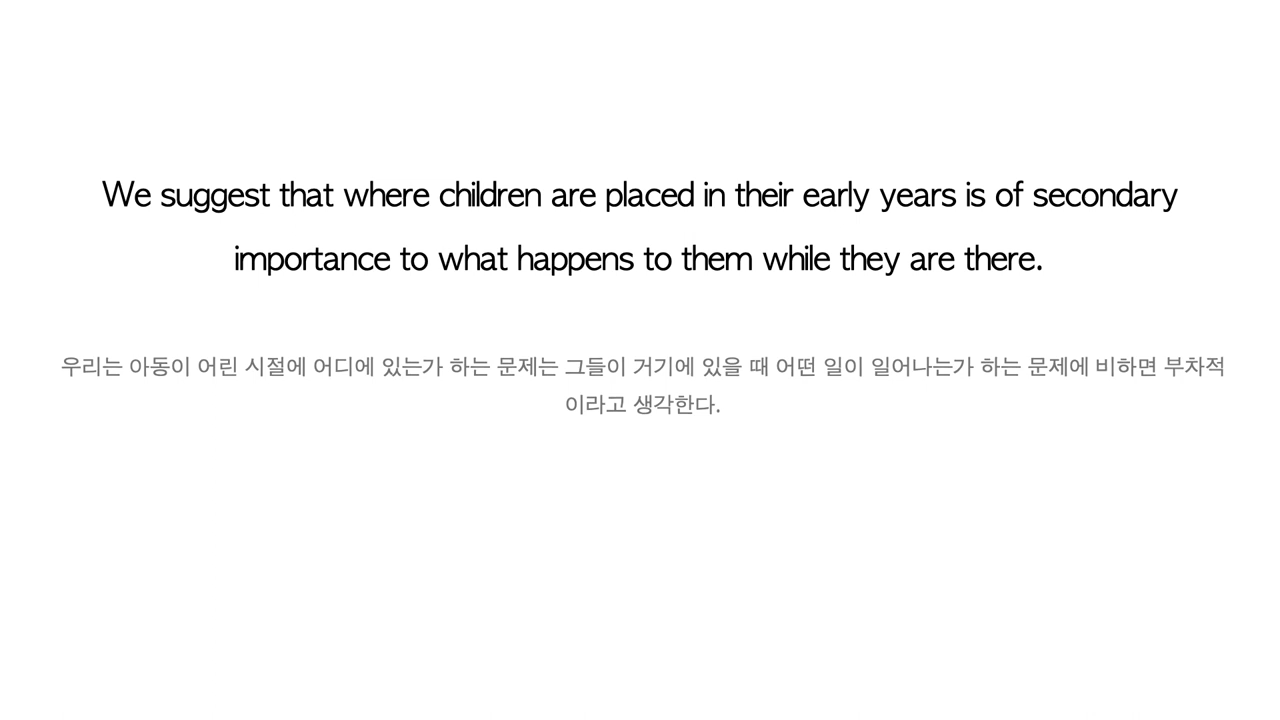 We suggest that where children are placed in their early years is of secondary
importance to what happens to them while they are there.
우리는 아동이 어린 시절에 어디에 있는가 하는 문제는 그들이 거기에 있을 때 어떤 일이 일어나는가 하는 문제에 비하면 부차적
이라고 생각한다.